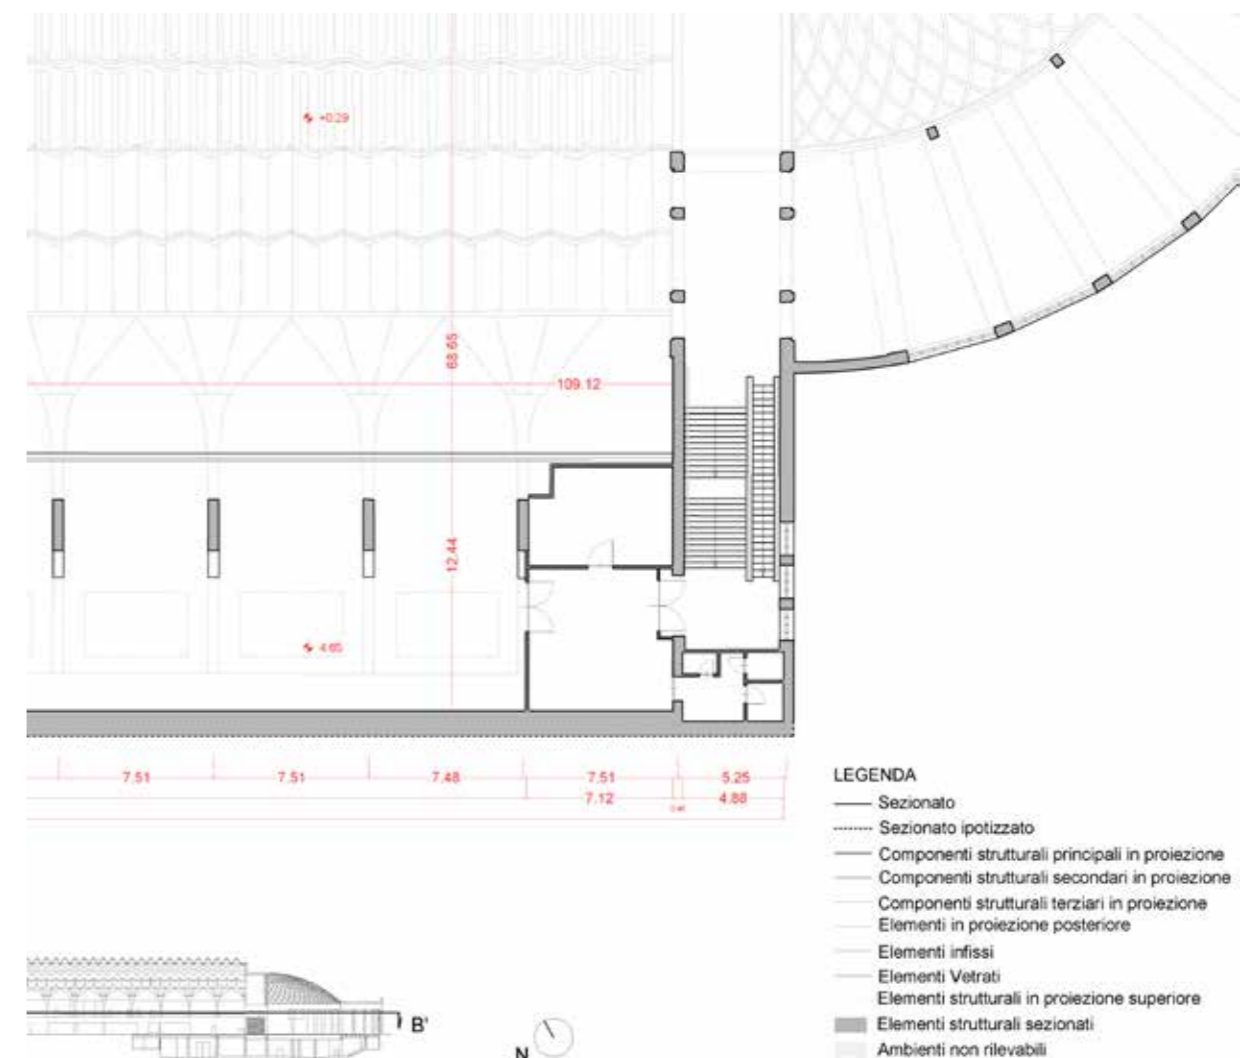 +0.29
68.65
109.12
12.44
4.65
7.51
7.51
7.48
7.51
5.25
7.12
4.88
LEGENDA
Sezionato
Sezionato ipotizzato
Componenti strutturali principali in proiezione
Componenti strutturali secondari in proiezione
Componenti strutturali terziari in proiezione
Elementi in proiezione posteriore
Elementi infissi
Elementi Vetrati
Elementi strutturali in proiezione superiore
Elementi strutturali sezionati
Ambienti non rilevabili
B'
N